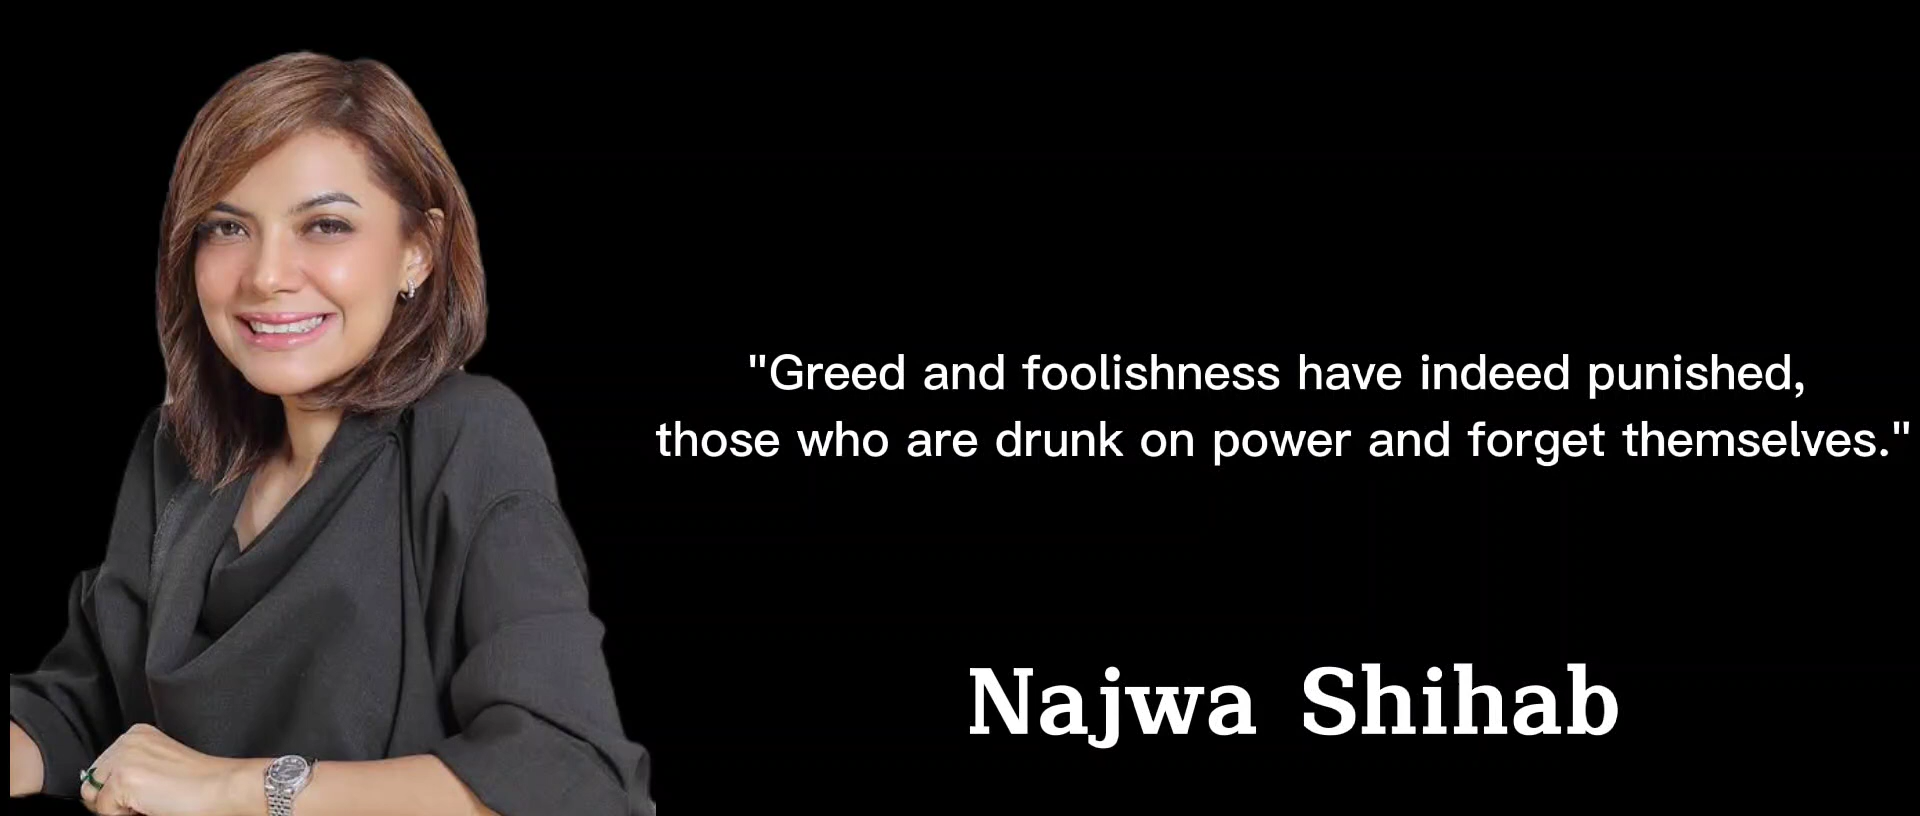 "Greed and foolishness have indeed punished,
those who are drunk on power and forget themselves."
Najwa Shihab